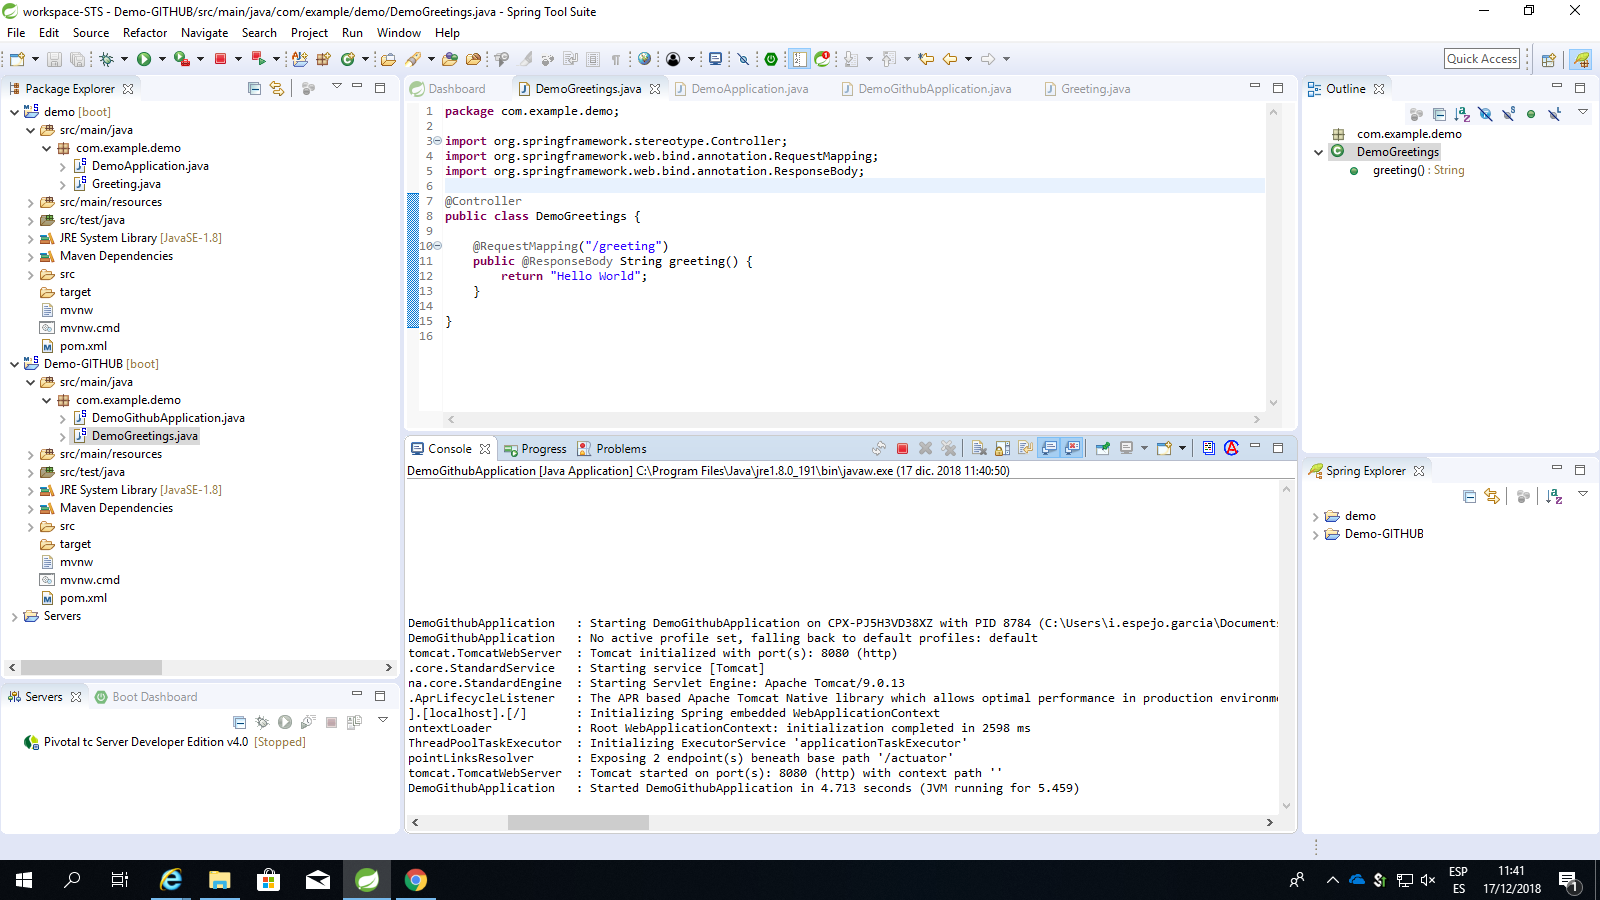 workspace-STS - Demo-GITHUB/src/main/java/com/example/demo/DemoGreetings.java - Spring Tool Suite
File Edit Source Refactor Navigate Search Project Run Window Help
Quick Access
Package Explorer
demo [boot]
src/main/java
com.example.demo
DemoApplication.java
Greeting.java
src/main/resources
src/test/java
JRE System Library [JavaSE-1.8]
Maven Dependencies
src
target
mvnw
mvnw.cmd
pom.xml
Demo-GITHUB [boot]
src/main/java
com.example.demo
DemoGithubApplication.java
DemoGreetings.java
src/main/resources
src/test/java
JRE System Library [JavaSE-1.8]
Maven Dependencies
src
target
mvnw
mvnw.cmd
pom.xml
Servers
Servers Boot Dashboard
Pivotal tc Server Developer Edition v4.0 [Stopped]
Dashboard DemoGreetings.java DemoApplication.java DemoGithubApplication.java Greeting.java
1 package com.example.demo;
2
3 import org.springframework.stereotype.Controller;
4 import org.springframework.web.bind.annotation.RequestMapping;
5 import org.springframework.web.bind.annotation.ResponseBody;
6
7 @Controller
8 public class DemoGreetings {
9
10 @RequestMapping("/greeting")
11 public @ResponseBody String greeting() {
12 return "Hello World";
13 }
14
15 }
16
Console Progress Problems
DemoGithubApplication [Java Application] C:\Program Files\Java\jre1.8.0_191\bin\javaw.exe (17 dic. 2018 11:40:50)
DemoGithubApplication : Starting DemoGithubApplication on CPX-PJ5H3VD38XZ with PID 8784 (C:\Users\i.espejo.garcia\Documents
DemoGithubApplication : No active profile set, falling back to default profiles: default
tomcat.TomcatWebServer : Tomcat initialized with port(s): 8080 (http)
.core.StandardService : Starting service [Tomcat]
na.core.StandardEngine : Starting Servlet Engine: Apache Tomcat/9.0.13
.AprLifecycleListener : The APR based Apache Tomcat Native library which allows optimal performance in production environme
].[localhost].[/] : Initializing Spring embedded WebApplicationContext
ontextLoader : Root WebApplicationContext: initialization completed in 2598 ms
ThreadPoolTaskExecutor : Initializing ExecutorService 'applicationTaskExecutor'
pointLinksResolver : Exposing 2 endpoint(s) beneath base path '/actuator'
tomcat.TomcatWebServer : Tomcat started on port(s): 8080 (http) with context path ''
DemoGithubApplication : Started DemoGithubApplication in 4.713 seconds (JVM running for 5.459)
Outline
com.example.demo
DemoGreetings
greeting() : String
Spring Explorer
demo
Demo-GITHUB
ESP
ES
11:41
17/12/2018
1